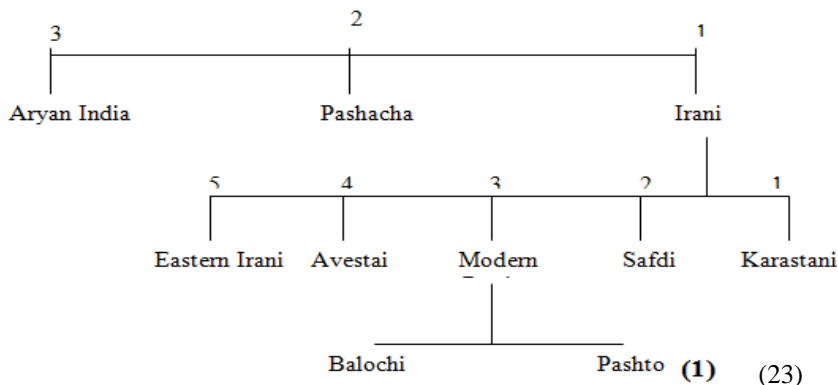 3 2 1
Aryan India Pashacha Irani
5 4 3 2 1
Eastern Irani Avestai Modern Safdi Karastani
Balochi Pashto (1) (23)